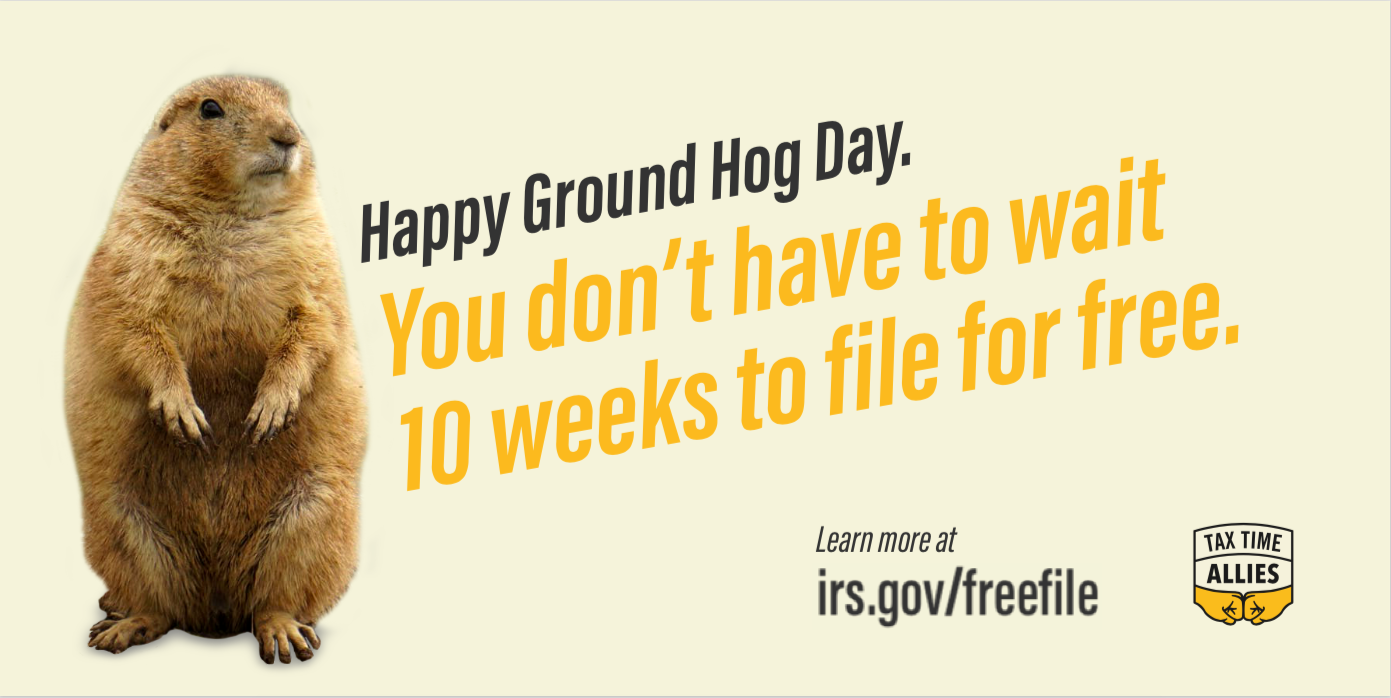 Happy Ground Hog Day.
You don't have to wait
10 weeks to file for free.
Learn more at
irs.gov/freefile
TAX TIME
ALLIES